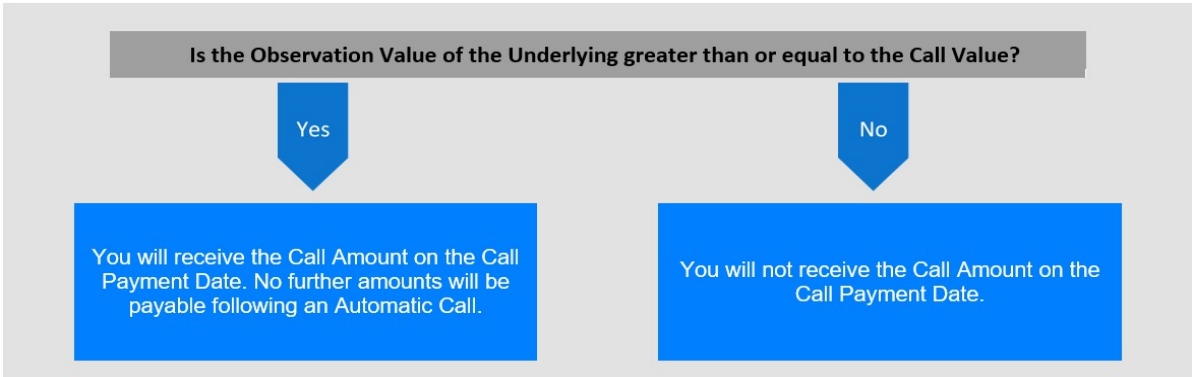 Is the Observation Value of the Underlying greater than or equal to the Call Value?
Yes
No
You will receive the Call Amount on the Call
Payment Date. No further amounts will be
payable following an Automatic Call.
You will not receive the Call Amount on the
Call Payment Date.